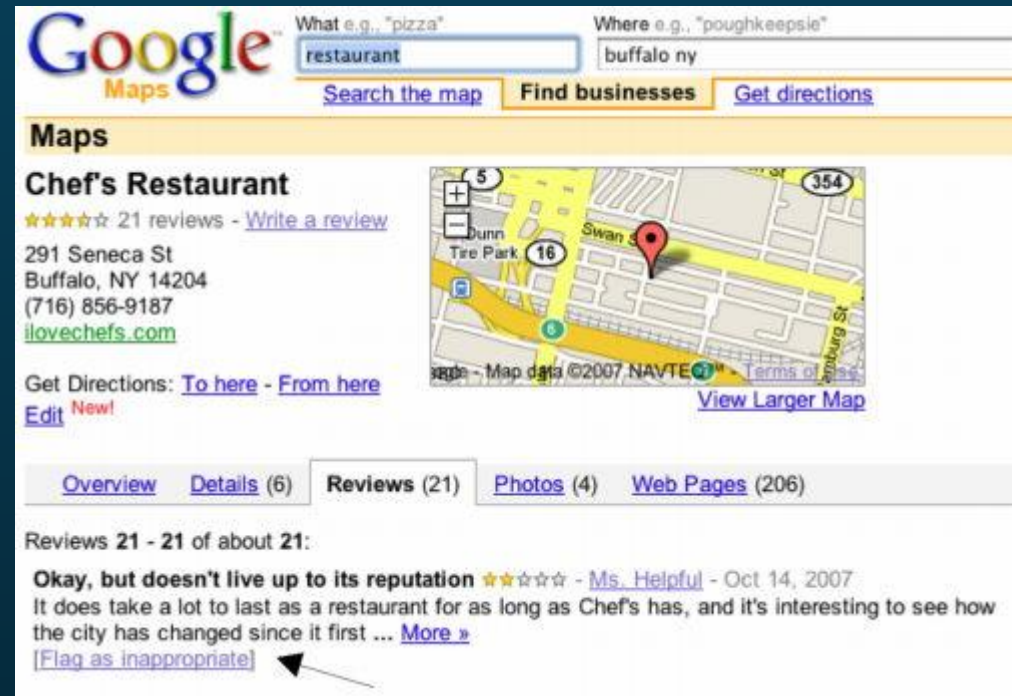 Google
Maps
What e.g., "pizza"
Where e.g., "poughkeepsie"
restaurant
buffalo ny
Search the map
Find businesses
Get directions
Maps
Chef's Restaurant
21 reviews - Write a review
291 Seneca St
Buffalo, NY 14204
(716) 856-9187
ilovechefs.com
Get Directions: To here - From here
Edit New!
5
354
Dunn
Tire Park
16
Swan
6
Map data ©2007 NAVTEQ™ - Terms of Use
View Larger Map
Overview
Details (6)
Reviews (21)
Photos (4)
Web Pages (206)
Reviews 21 - 21 of about 21:
Okay, but doesn't live up to its reputation - Ms. Helpful - Oct 14, 2007
It does take a lot to last as a restaurant for as long as Chef's has, and it's interesting to see how
the city has changed since it first ... More »
[Flag as inappropriate]